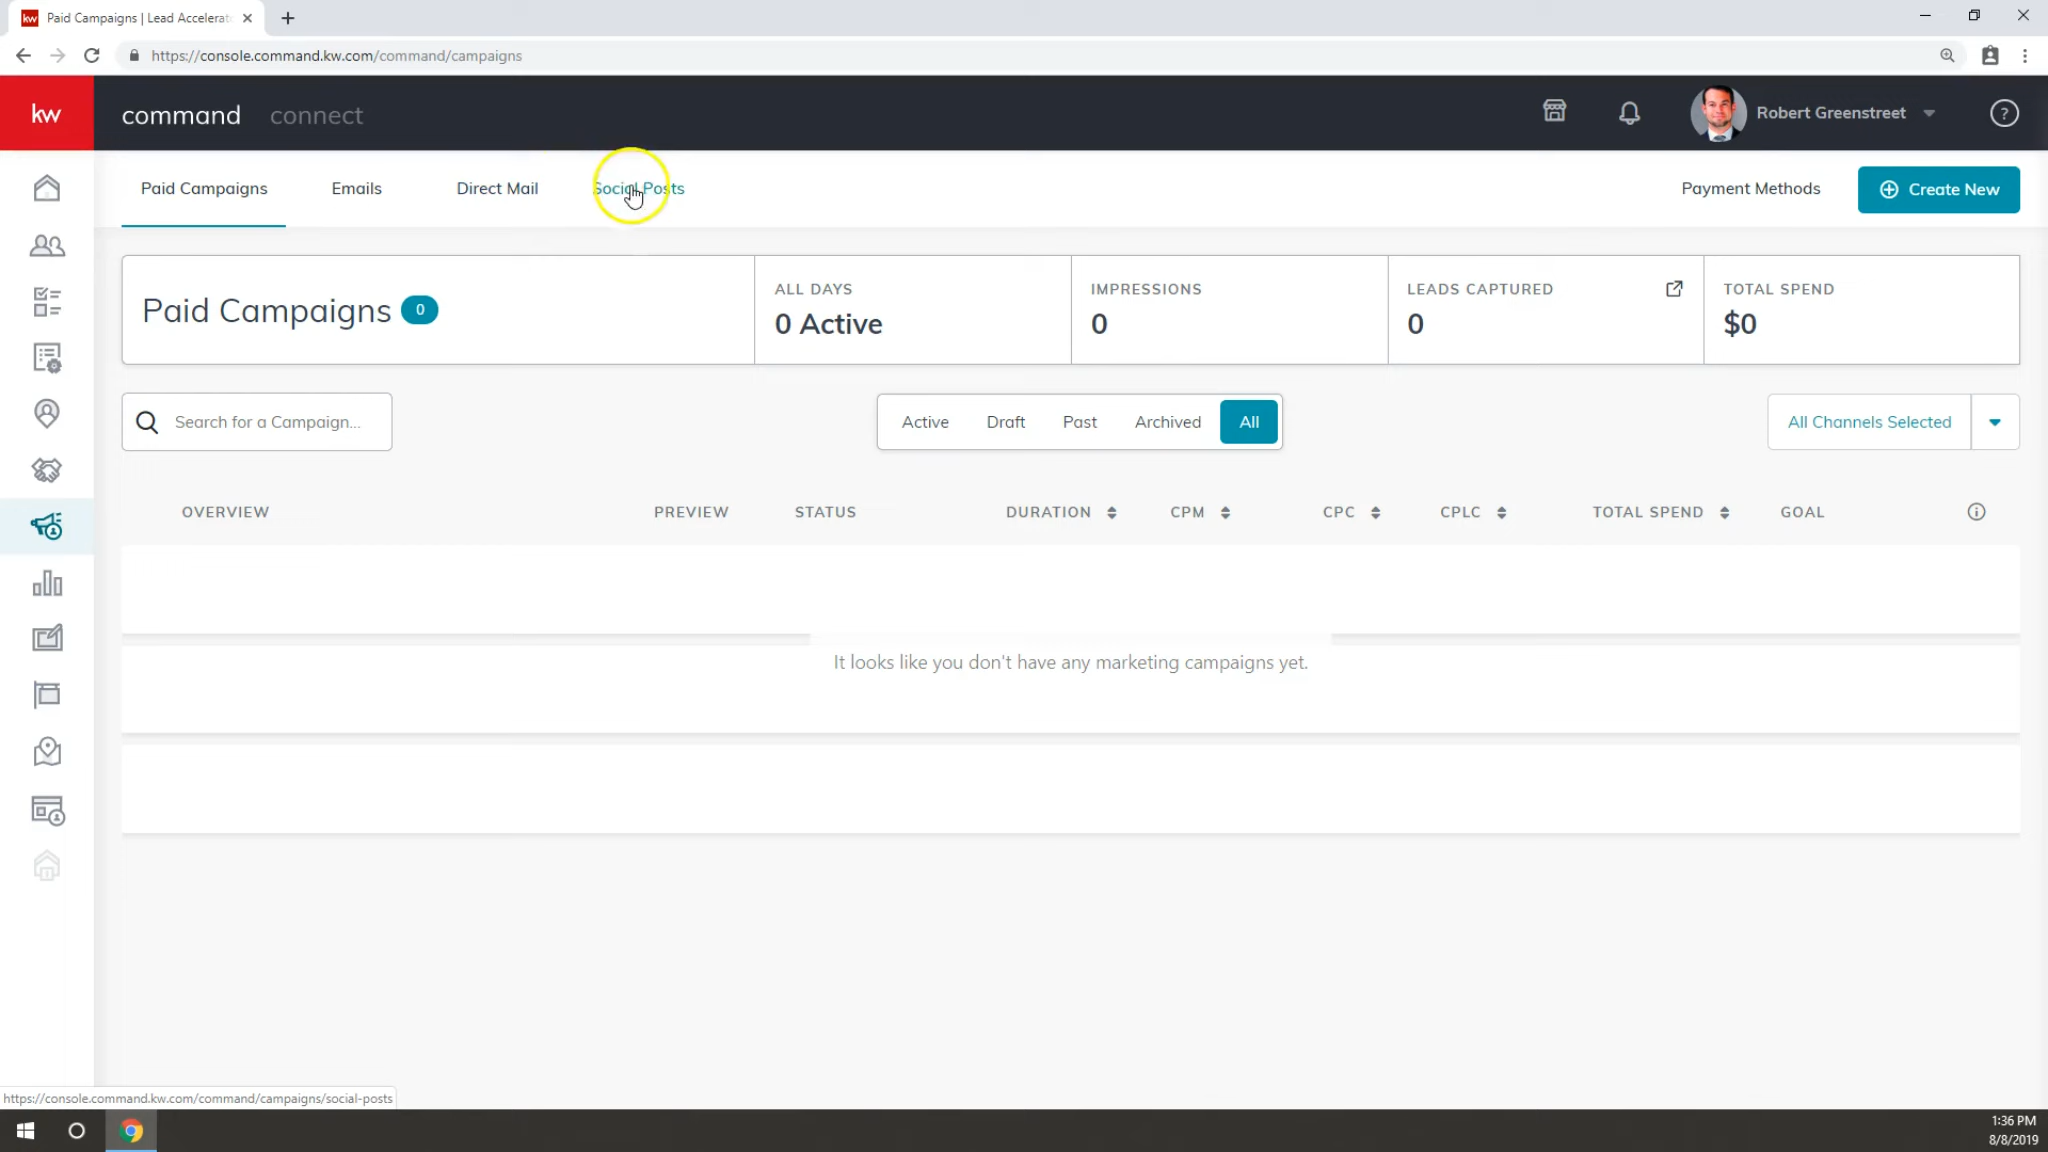 kw Paid Campaigns | Lead Accelerat
https://console.command.kw.com/command/campaigns
kw command connect Robert Greenstreet ?
Paid Campaigns Emails Direct Mail Social Posts Payment Methods Create New
Paid Campaigns 0
ALL DAYS
0 Active
IMPRESSIONS
0
LEADS CAPTURED
0
TOTAL SPEND
$0
Search for a Campaign... Active Draft Past Archived All All Channels Selected
OVERVIEW PREVIEW STATUS DURATION CPM CPC CPLC TOTAL SPEND GOAL
It looks like you don't have any marketing campaigns yet.
https://console.command.kw.com/command/campaigns/social-posts
1:36 PM
8/8/2019